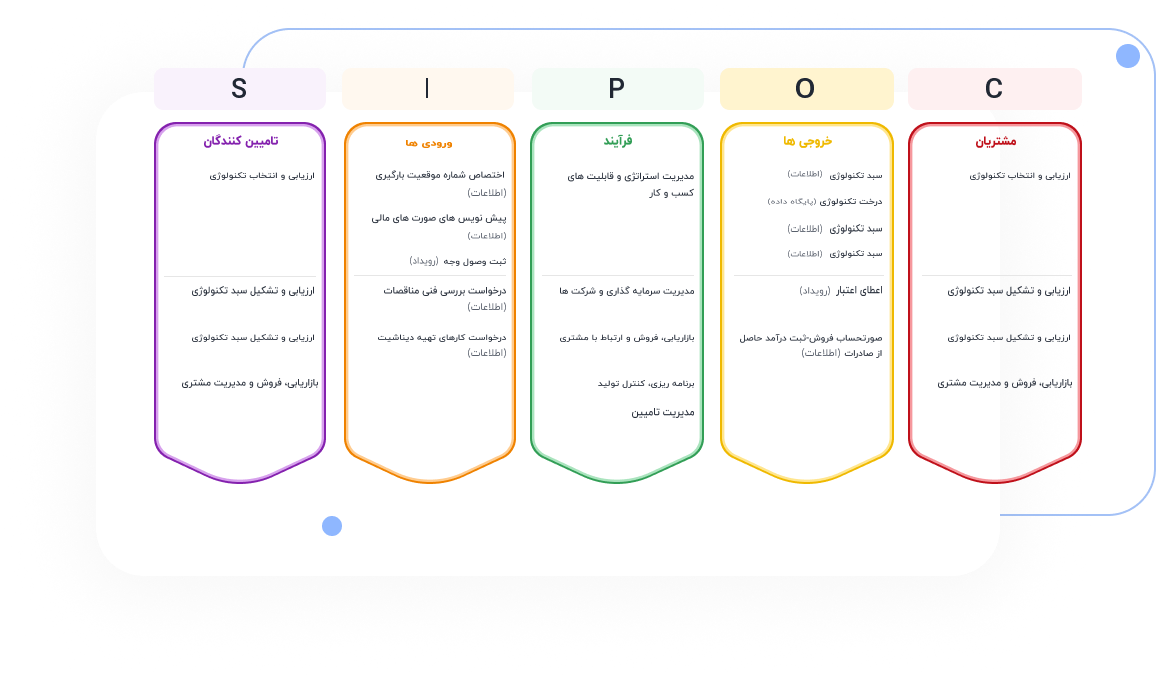 S
تامیین کنندگان
ارزیابی و انتخاب تکنولوژی
ارزیابی و تشکیل سبد تکنولوژی
ارزیابی و تشکیل سبد تکنولوژی
بازاریابی، فروش و مدیریت مشتری
I
ورودی ها
اختصاص شماره موقعیت بارگیری
(اطلاعات)
پیش نویس های صورت های مالی
(اطلاعات)
ثبت وصول وجه (رویداد)
درخواست بررسی فنی مناقصات
(اطلاعات)
درخواست کارهای تهیه دیتاشیت
(اطلاعات)
P
فرآیند
مدیریت استراتژی و قابلیت های
کسب و کار
مدیریت سرمایه گذاری و شرکت ها
بازاریابی، فروش و ارتباط با مشتری
برنامه ریزی، کنترل تولید
مدیریت تامیین
O
خروجی ها
سبد تکنولوژی (اطلاعات)
درخت تکنولوژی (پایگاه داده)
سبد تکنولوژی (اطلاعات)
سبد تکنولوژی (اطلاعات)
اعطای اعتبار (رویداد)
صورتحساب فروش-ثبت درآمد حاصل
از صادرات (اطلاعات)
C
مشتریان
ارزیابی و انتخاب تکنولوژی
ارزیابی و تشکیل سبد تکنولوژی
ارزیابی و تشکیل سبد تکنولوژی
بازاریابی، فروش و مدیریت مشتری